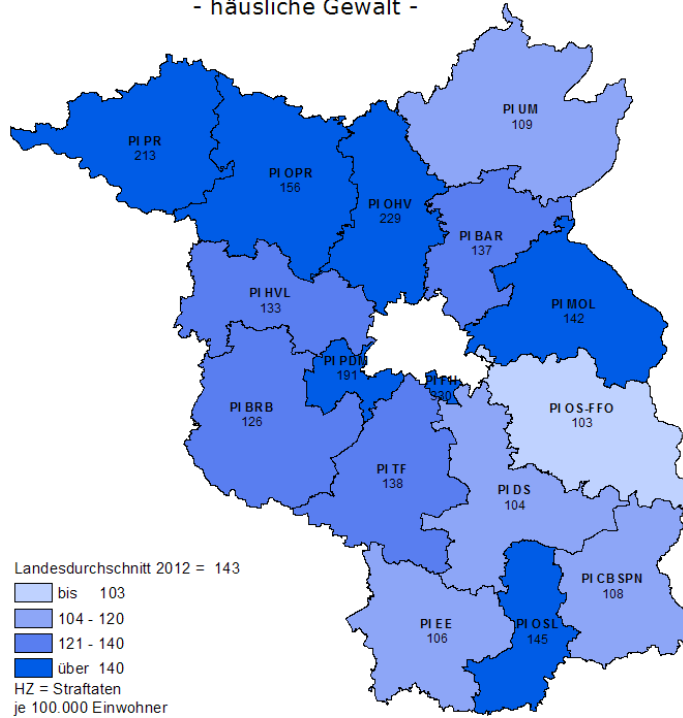 - häusliche Gewalt -
PI UM
109
PI PR
213
PI OPR
156
PI OHV
229
PI BAR
137
PI HVL
133
PI MOL
142
PI PDM
191
PI BRB
126
PI OS-FFO
103
PI TF
138
PI DS
104
PI CB SPN
108
PI EE
106
PI OSL
145
Landesdurchschnitt 2012 = 143
bis 103
104 - 120
121 - 140
über 140
HZ = Straftaten
je 100.000 Einwohner